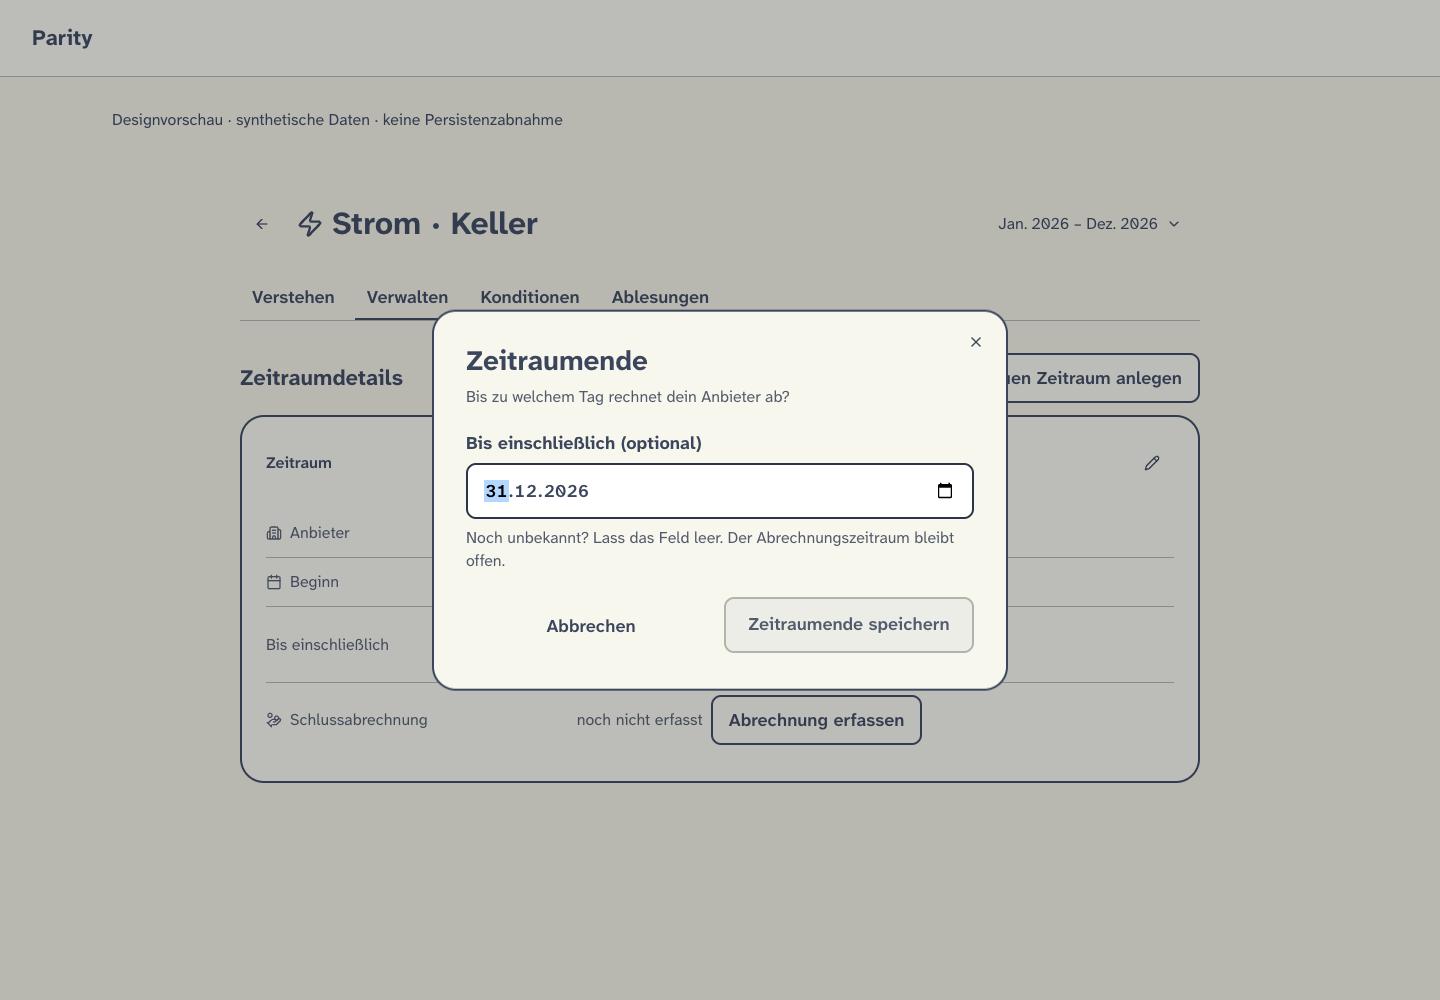 Parity
Designvorschau · synthetische Daten · keine Persistenzabnahme
Strom · Keller
Jan. 2026 – Dez. 2026
Verstehen Verwalten Konditionen Ablesungen
Zeitraumdetails
Zeitraum anlegen
Zeitraum
Anbieter
Beginn
Bis einschließlich
Schlussabrechnung
noch nicht erfasst
Abrechnung erfassen
Zeitraumende
Bis zu welchem Tag rechnet dein Anbieter ab?
Bis einschließlich (optional)
31.12.2026
Noch unbekannt? Lass das Feld leer. Der Abrechnungszeitraum bleibt
offen.
Abbrechen
Zeitraumende speichern